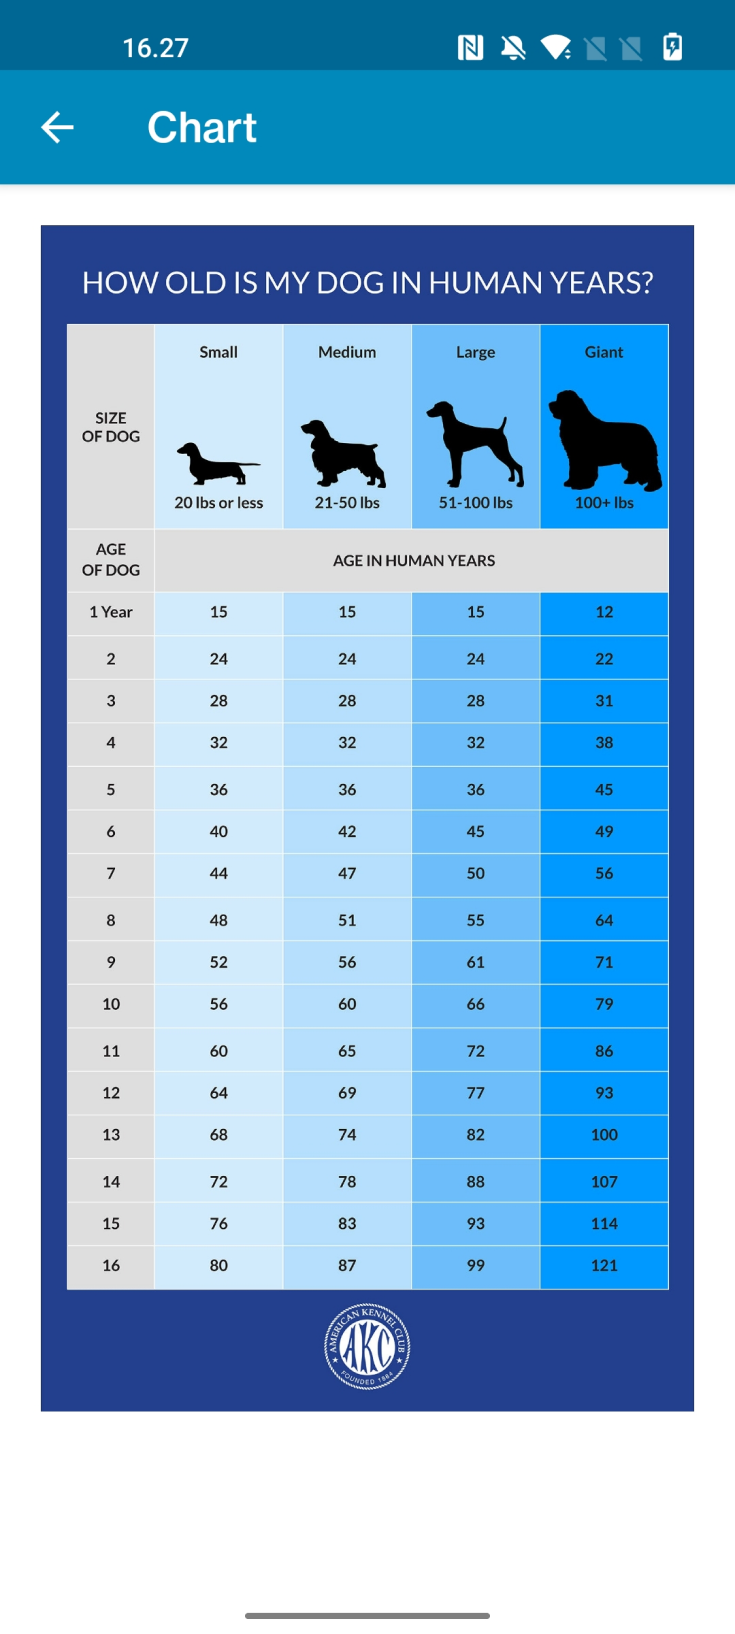 16.27
Chart
HOW OLD IS MY DOG IN HUMAN YEARS?
SIZE OF DOG
Small Medium Large Giant
20 lbs or less 21-50 lbs 51-100 lbs 100+ lbs
AGE OF DOG
AGE IN HUMAN YEARS
1 Year 15 15 15 12
2 24 24 24 22
3 28 28 28 31
4 32 32 32 38
5 36 36 36 45
6 40 42 45 49
7 44 47 50 56
8 48 51 55 64
9 52 56 61 71
10 56 60 66 79
11 60 65 72 86
12 64 69 77 93
13 68 74 82 100
14 72 78 88 107
15 76 83 93 114
16 80 87 99 121
AMERICAN KENNEL CLUB
AKC
FOUNDED 1884